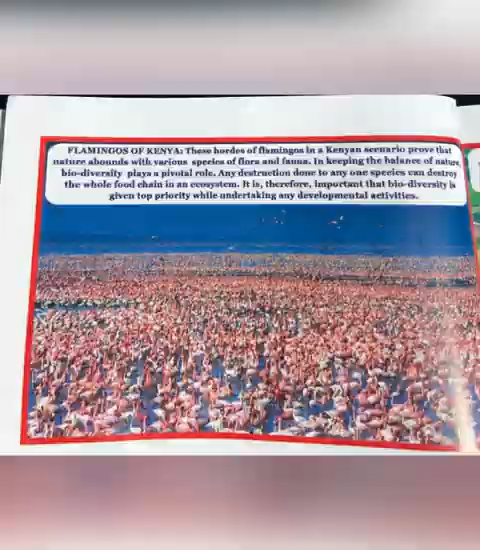 FLAMINGOS OF KENYA: These hordes of flamingos in a Kenyan scenario prove that
nature abounds with various species of flora and fauna. In keeping the balance of nature,
bio-diversity plays a pivotal role. Any destruction done to any one species can destroy
the whole food chain in an ecosystem. It is, therefore, important that bio-diversity is
given top priority while undertaking any developmental activities.